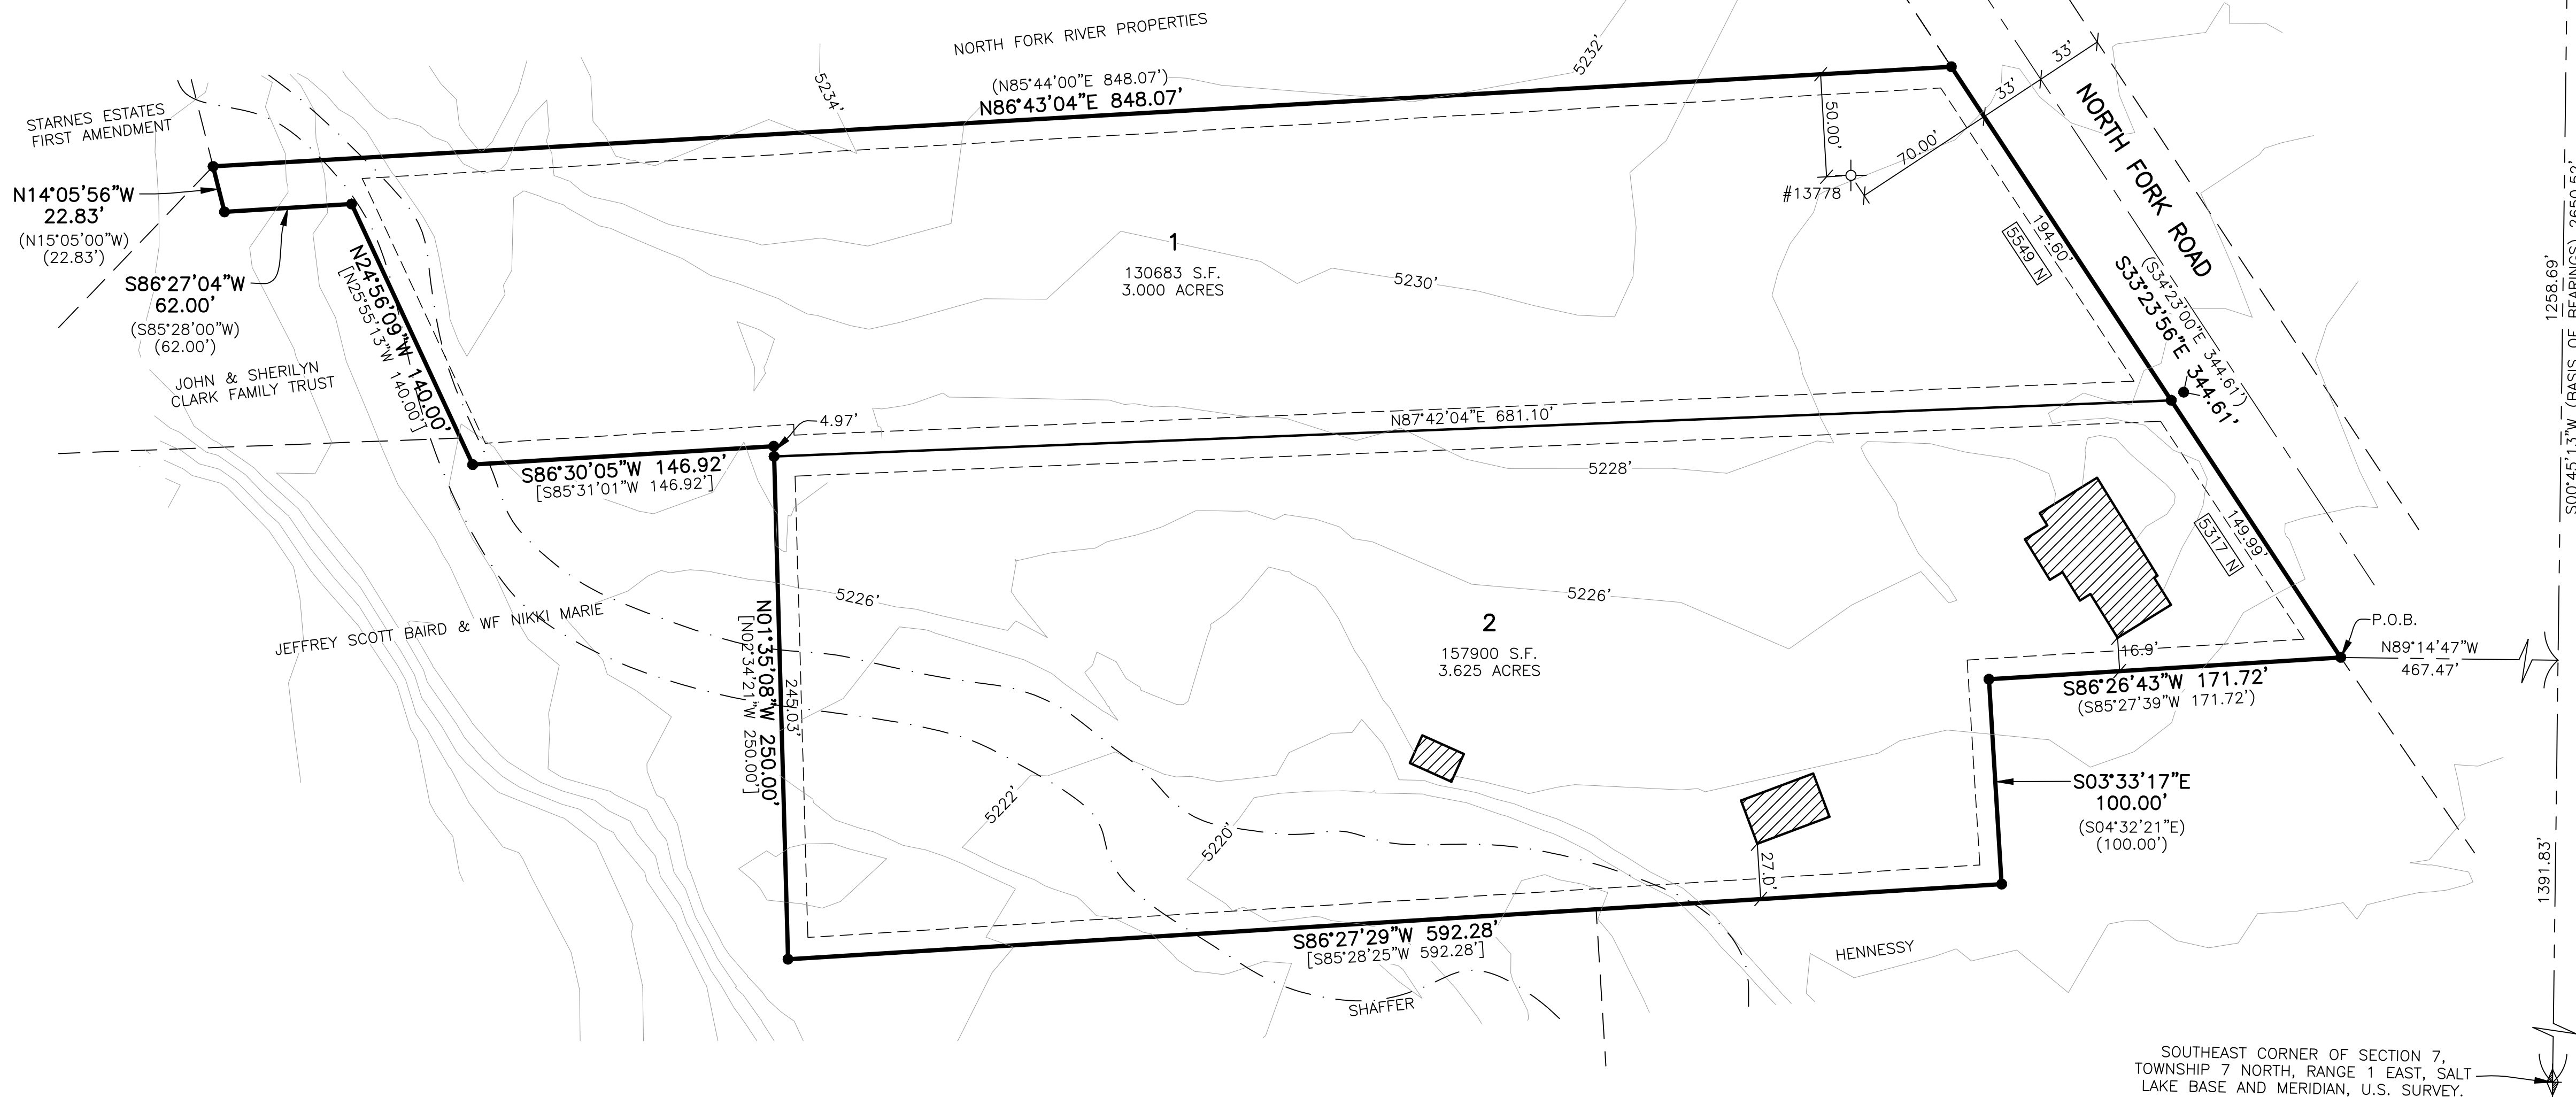 NORTH FORK RIVER PROPERTIES
(N85°44'00"E 848.07')
N86°43'04"E 848.07'
5234'
5232'
33'
33'
NORTH FORK ROAD
STARNES ESTATES
FIRST AMENDMENT
N14°05'56"W
22.83'
(N15°05'00"W)
(22.83')
S86°27'04"W
62.00'
(S85°28'00"W)
(62.00')
JOHN & SHERILYN
CLARK FAMILY TRUST
N24°56'09"W 140.00'
[N25°55'13"W 140.00']
50.00'
70.00'
#13778
1
130683 S.F.
3.000 ACRES
5230'
194.60'
5549 N
(S34°23'00"E 344.61')
S33°23'56"E 344.61'
1258.69'
S00°45'13"W (BASIS OF BEARINGS) 2650.52'
4.97'
N87°42'04"E 681.10'
S86°30'05"W 146.92'
[S85°31'01"W 146.92']
5228'
149.99'
5317 N
5226'
5226'
JEFFREY SCOTT BAIRD & WF NIKKI MARIE
N01°35'08"W 250.00'
[N02°34'21"W 250.00']
245.03'
2
157900 S.F.
3.625 ACRES
P.O.B.
16.9'
N89°14'47"W
467.47'
S86°26'43"W 171.72'
(S85°27'39"W 171.72')
S03°33'17"E
100.00'
(S04°32'21"E)
(100.00')
5222'
5220'
27.0'
1391.83'
S86°27'29"W 592.28'
[S85°28'25"W 592.28']
HENNESSY
SHAFFER
SOUTHEAST CORNER OF SECTION 7,
TOWNSHIP 7 NORTH, RANGE 1 EAST, SALT
LAKE BASE AND MERIDIAN, U.S. SURVEY.